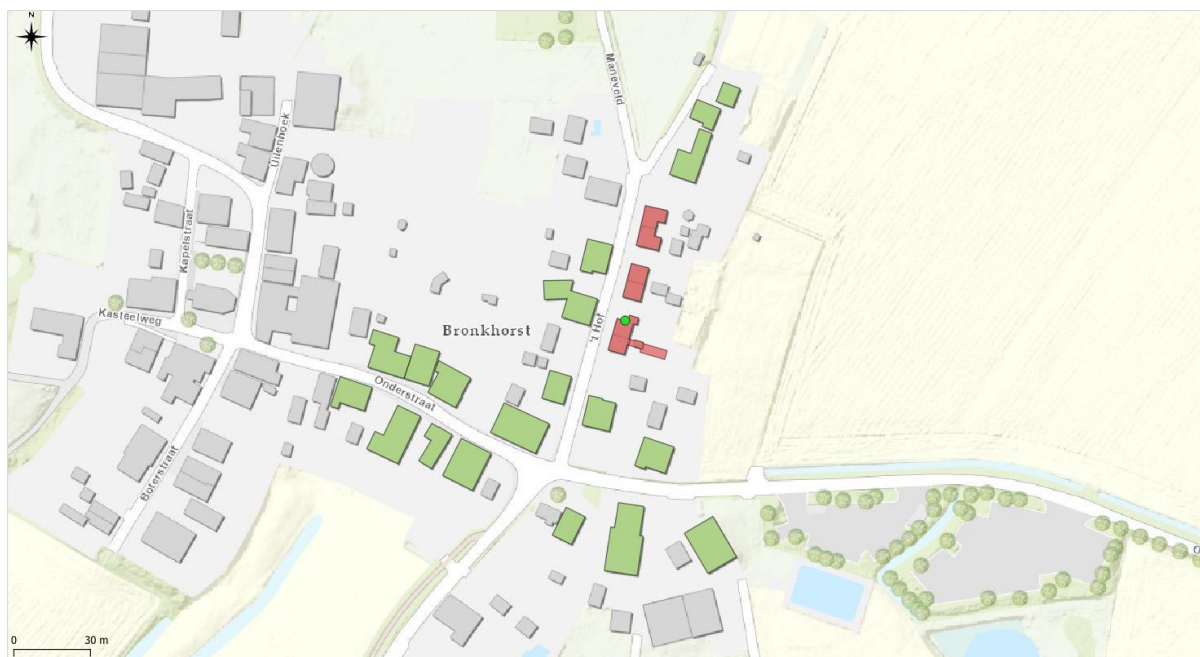 N
Maneveld
Uilenhoek
Kapelstraat
Kasteelweg
Bronkhorst
't Hof
Onderstraat
Boterstraat
O
0 30 m